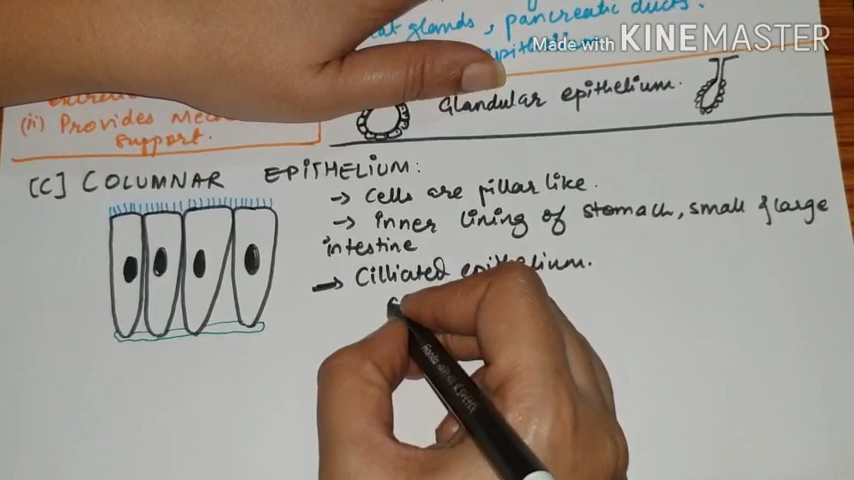 glands, pancreatic ducts.
epithelium
Made with KINEMASTER
Glandular epithelium.
(ii) Provides
support.
[C] COLUMNAR EPITHELIUM:
→ Cells are pillar like.
→ inner lining of stomach, small & large
intestine
→ Cilliated epithelium.